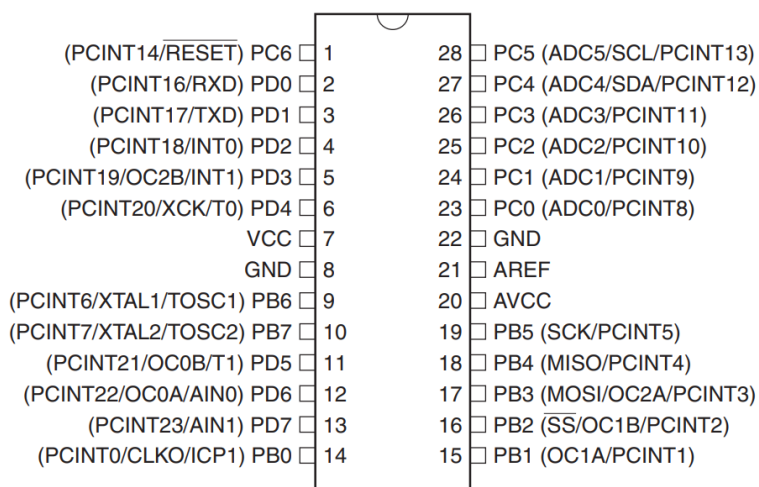 (PCINT14/RESET) PC6 1 28 PC5 (ADC5/SCL/PCINT13)
(PCINT16/RXD) PD0 2 27 PC4 (ADC4/SDA/PCINT12)
(PCINT17/TXD) PD1 3 26 PC3 (ADC3/PCINT11)
(PCINT18/INT0) PD2 4 25 PC2 (ADC2/PCINT10)
(PCINT19/OC2B/INT1) PD3 5 24 PC1 (ADC1/PCINT9)
(PCINT20/XCK/T0) PD4 6 23 PC0 (ADC0/PCINT8)
VCC 7 22 GND
GND 8 21 AREF
(PCINT6/XTAL1/TOSC1) PB6 9 20 AVCC
(PCINT7/XTAL2/TOSC2) PB7 10 19 PB5 (SCK/PCINT5)
(PCINT21/OC0B/T1) PD5 11 18 PB4 (MISO/PCINT4)
(PCINT22/OC0A/AIN0) PD6 12 17 PB3 (MOSI/OC2A/PCINT3)
(PCINT23/AIN1) PD7 13 16 PB2 (SS/OC1B/PCINT2)
(PCINT0/CLKO/ICP1) PB0 14 15 PB1 (OC1A/PCINT1)